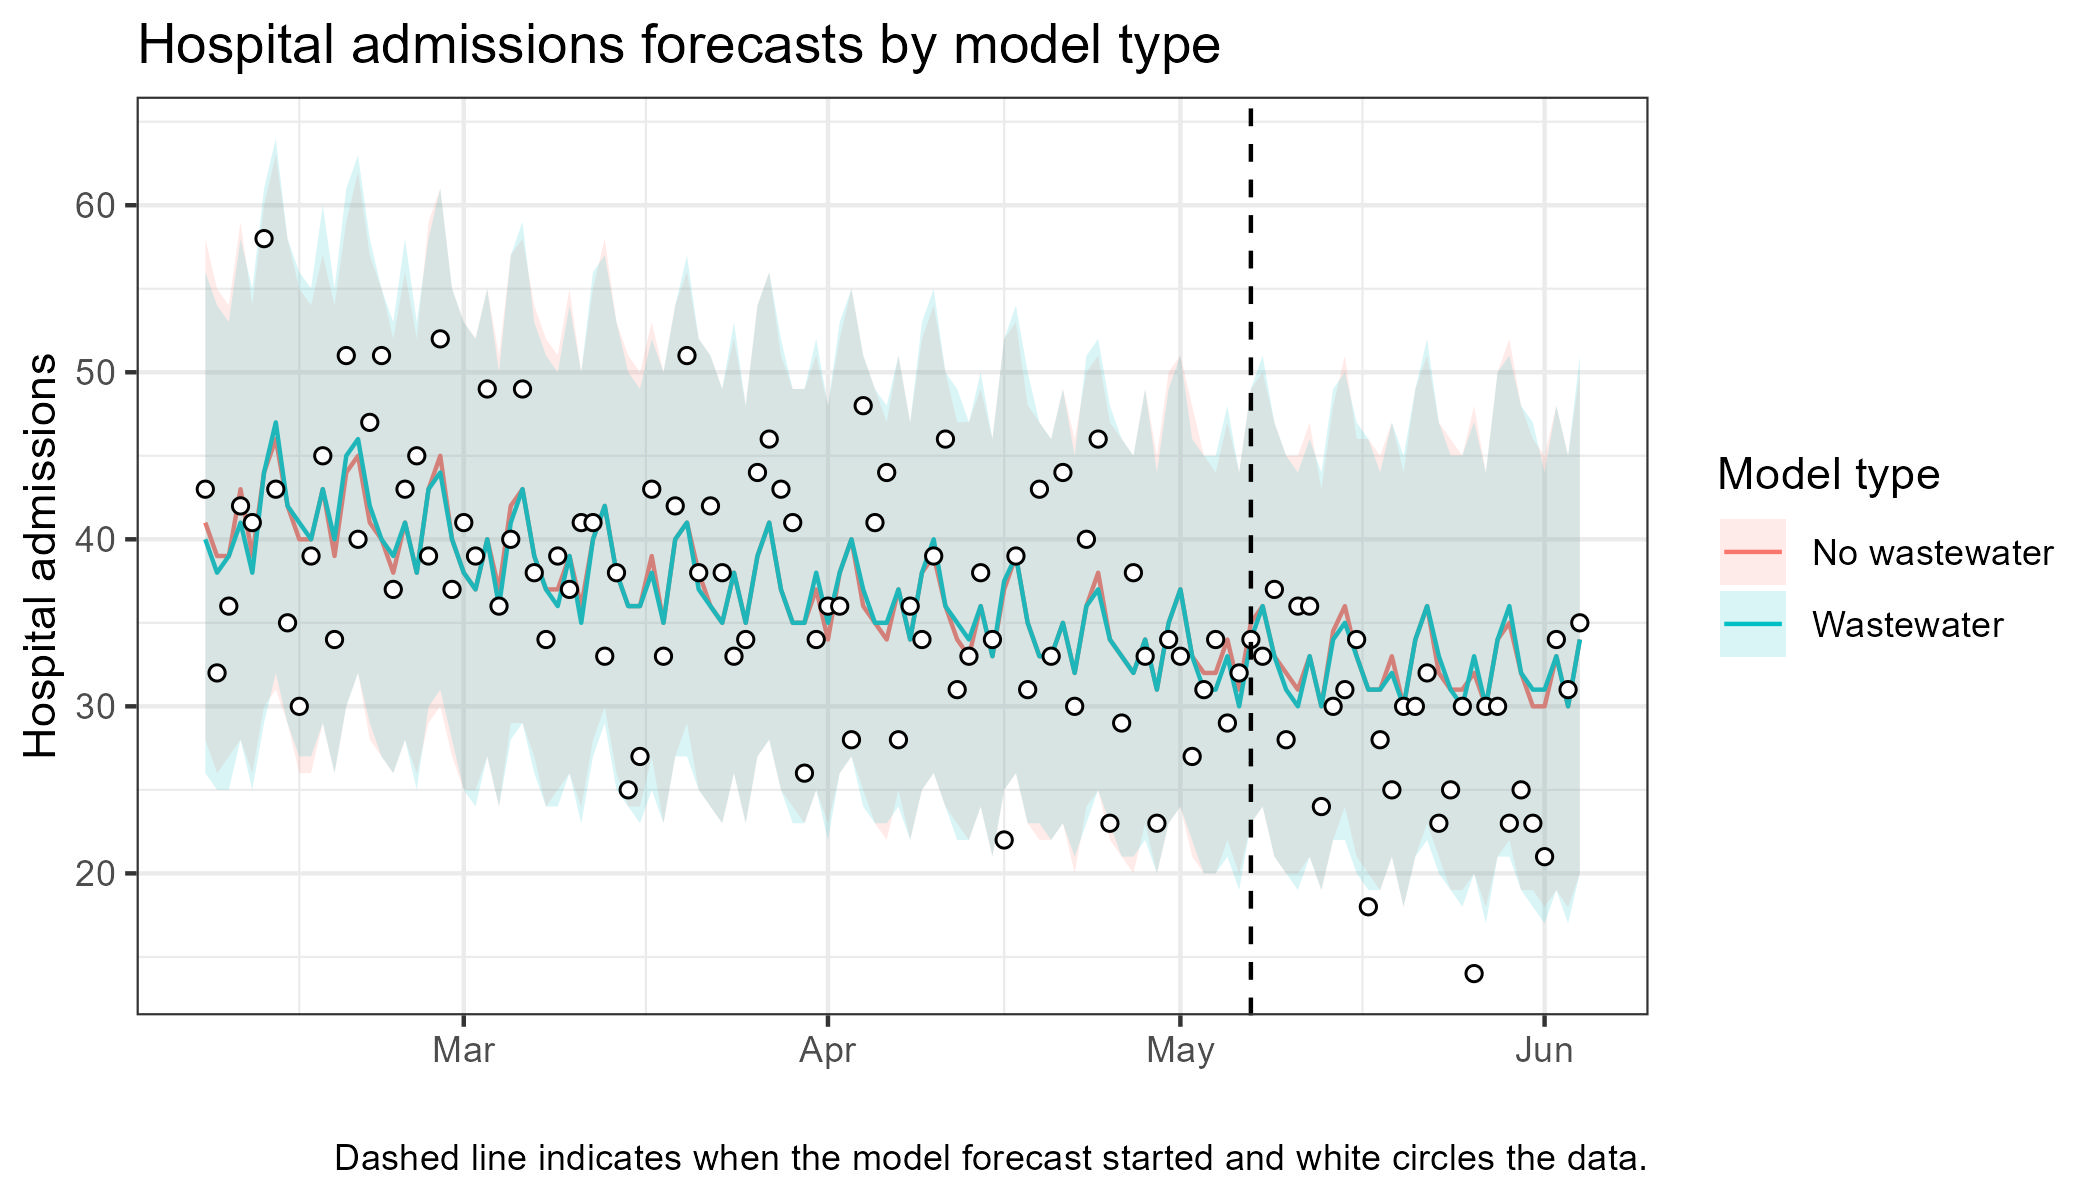 Hospital admissions forecasts by model type
Hospital admissions
60
50
40
30
20
Mar
Apr
May
Jun
Model type
No wastewater
Wastewater
Dashed line indicates when the model forecast started and white circles the data.